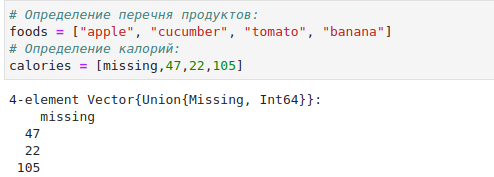 # Определение перечня продуктов:
foods = ["apple", "cucumber", "tomato", "banana"]
# Определение калорий:
calories = [missing,47,22,105]
4-element Vector{Union{Missing, Int64}}:
    missing
  47
  22
 105